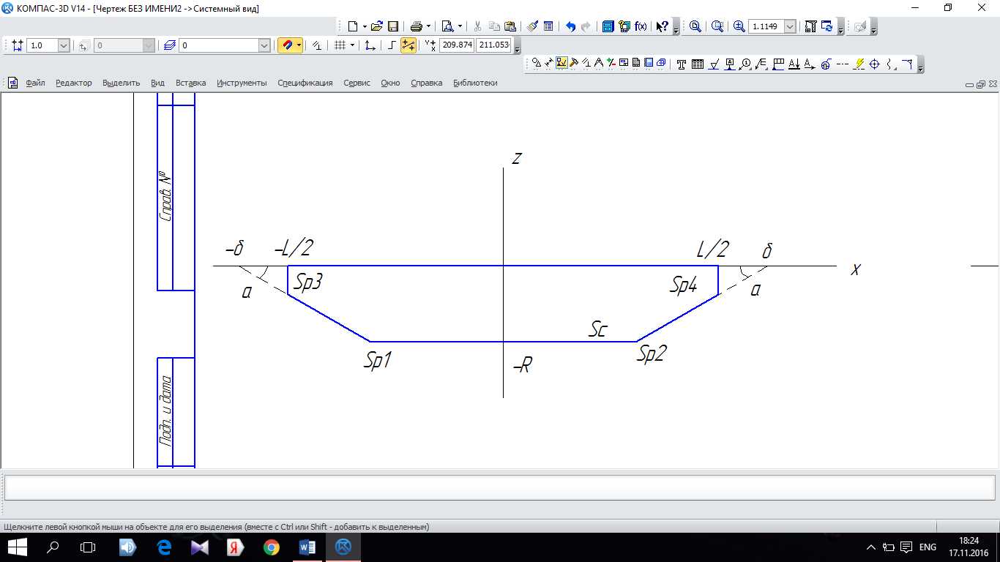 КОМПАС-3D V14 - [Чертеж БЕЗ ИМЕНИ2 ->Системный вид]
1.1149
f(x)
1.0
0
0
209.874
211.053
Файл Редактор Выделить Вид Вставка Инструменты Спецификация Сервис Окно Справка Библиотеки
z
-δ
-L/2
L/2
δ
x
Sp3
Sp4
a
a
Sc
Sp1
Sp2
-R
Справ. №
Подп. и дата
Щелкните левой кнопкой мыши на объекте для его выделения (вместе с Ctrl или Shift - добавить к выделенным)
ENG
18:24
17.11.2016